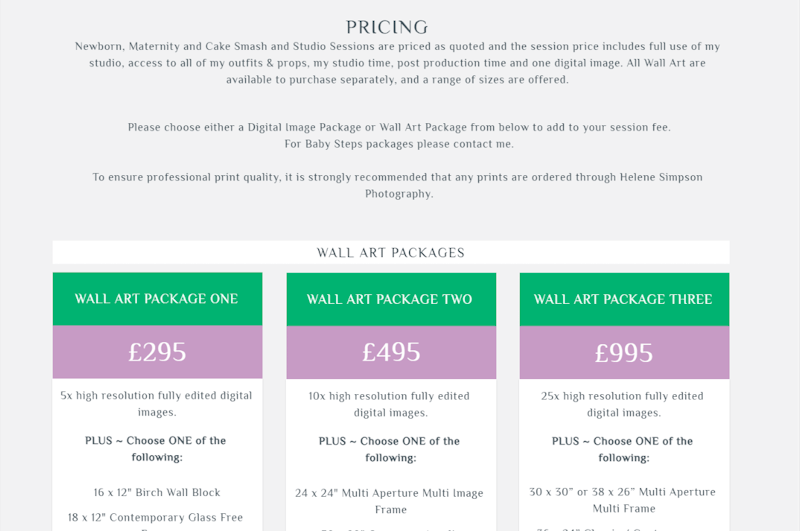 PRICING
Newborn, Maternity and Cake Smash and Studio Sessions are priced as quoted and the session price includes full use of my
studio, access to all of my outfits & props, my studio time, post production time and one digital image. All Wall Art are
available to purchase separately, and a range of sizes are offered.
Please choose either a Digital Image Package or Wall Art Package from below to add to your session fee.
For Baby Steps packages please contact me.
To ensure professional print quality, it is strongly recommended that any prints are ordered through Helene Simpson
Photography.
WALL ART PACKAGES
WALL ART PACKAGE ONE
£295
5x high resolution fully edited digital
images.
PLUS ~ Choose ONE of the
following:
16 x 12" Birch Wall Block
18 x 12" Contemporary Glass Free
WALL ART PACKAGE TWO
£495
10x high resolution fully edited
digital images.
PLUS ~ Choose ONE of the
following:
24 x 24" Multi Aperture Multi Image
Frame
WALL ART PACKAGE THREE
£995
25x high resolution fully edited
digital images.
PLUS ~ Choose ONE of the
following:
30 x 30” or 38 x 26” Multi Aperture
Multi Frame